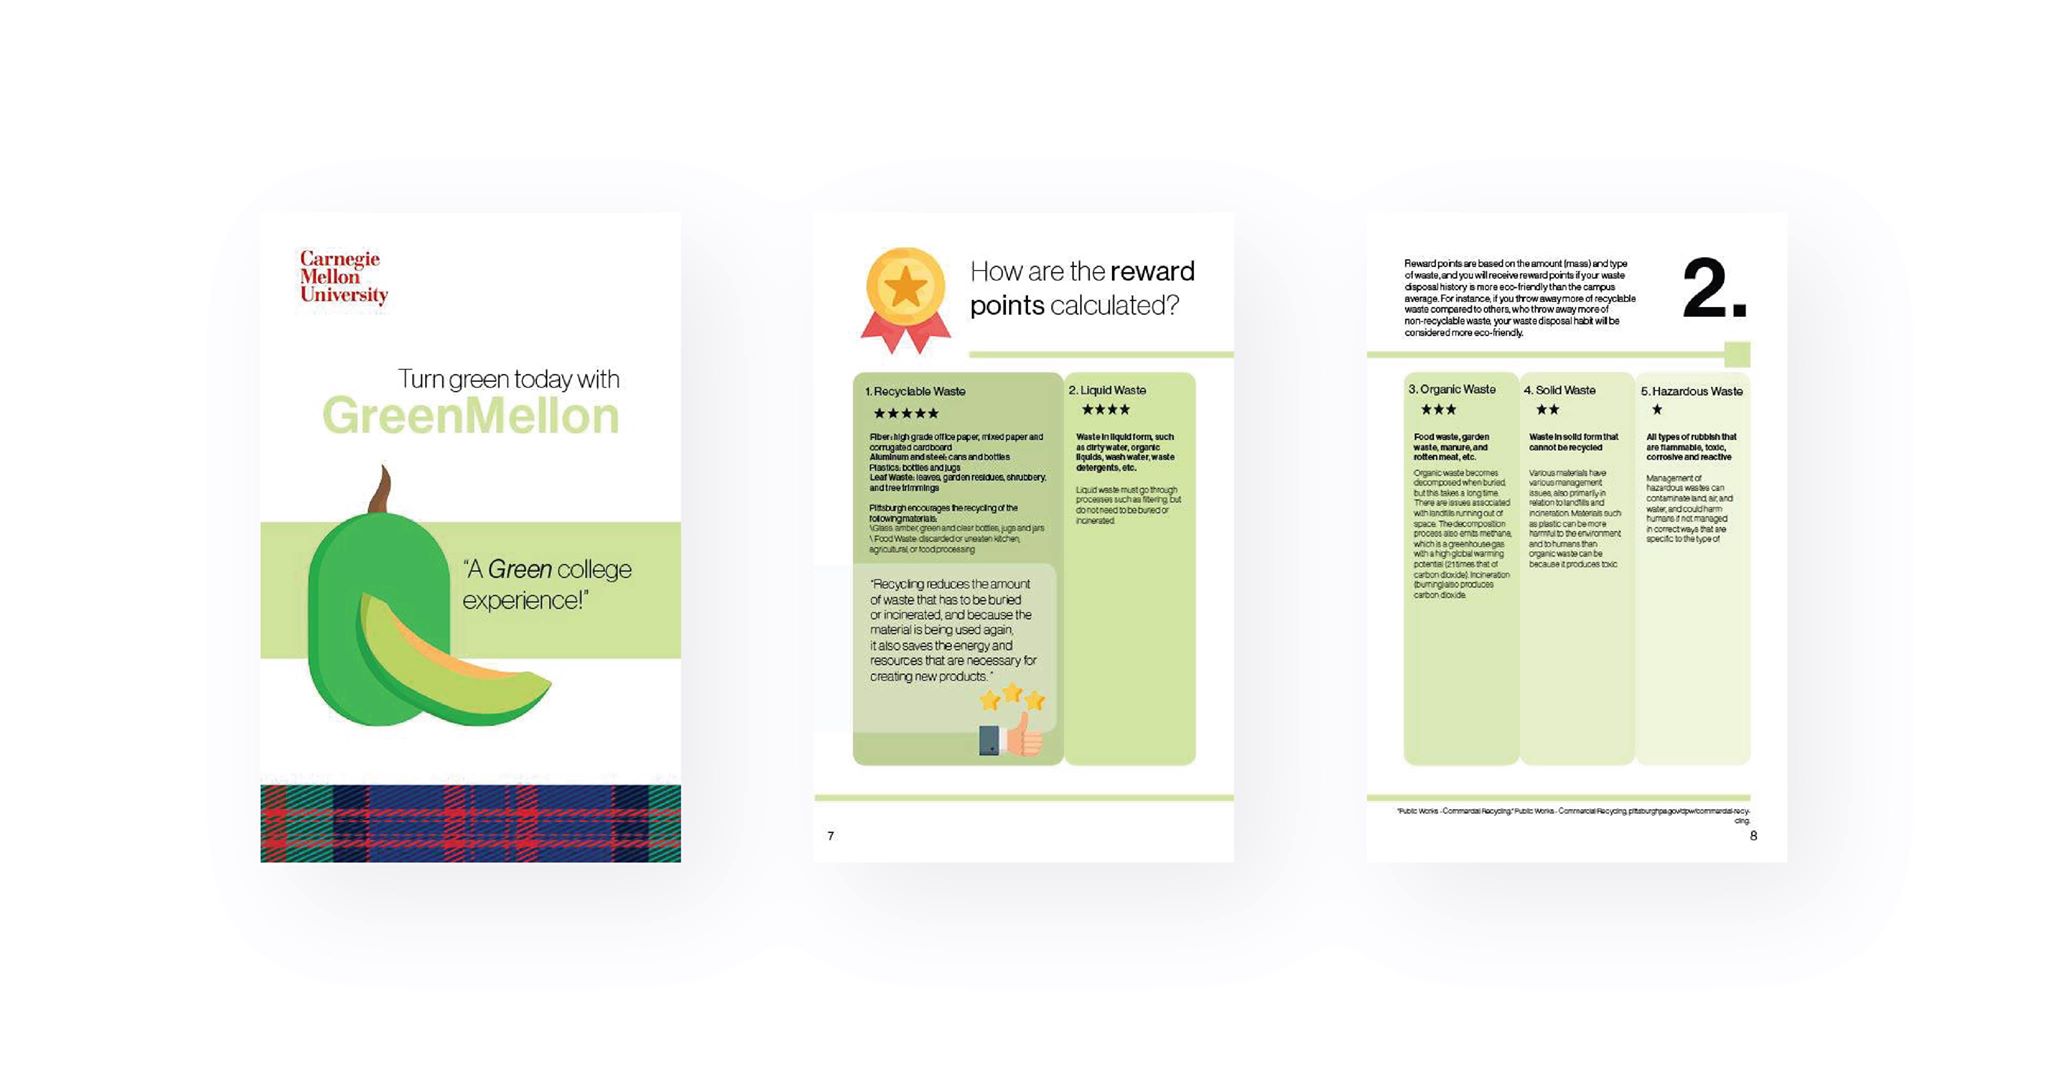 Carnegie
Mellon
University
Turn green today with
GreenMellon
“A Green college
experience!”
How are the reward
points calculated?
1. Recyclable Waste
★★★★★
Fiber: high grade office paper, mixed paper and
corrugated cardboard
Aluminum and steel: cans and bottles
Plastics: bottles and jugs
Leaf Waste: leaves, garden residues, shrubbery,
and tree trimmings
Pittsburgh encourages the recycling of the
following materials:
\Glass: amber, green and clear bottles, jugs and jars
\ Food Waste: discarded or uneaten kitchen,
agricultural, or food processing
“Recycling reduces the amount
of waste that has to be buried
or incinerated, and because the
material is being used again,
it also saves the energy and
resources that are necessary for
creating new products. ”
2. Liquid Waste
★★★★
Waste in liquid form, such
as dirty water, organic
liquids, wash water, waste
detergents, etc.
Liquid waste must go through
processes such as filtering, but
do not need to be buried or
incinerated.
7
Reward points are based on the amount (mass) and type
of waste, and you will receive reward points if your waste
disposal history is more eco-friendly than the campus
average. For instance, if you throw away more of recyclable
waste compared to others, who throw away more of
non-recyclable waste, your waste disposal habit will be
considered more eco-friendly.
2.
3. Organic Waste
★★★
Food waste, garden
waste, manure, and
rotten meat, etc.
Organic waste becomes
decomposed when buried,
but this takes a long time.
There are issues associated
with landfills running out of
space. The decomposition
process also emits methane,
which is a greenhouse gas
with a high global warming
potential (21 times that of
carbon dioxide). Incineration
(burning) also produces
carbon dioxide.
4. Solid Waste
★★
Waste in solid form that
cannot be recycled
Various materials have
various management
issues, also primarily in
relation to landfills and
incineration. Materials such
as plastic can be more
harmful to the environment
and to humans than
organic waste can be
because it produces toxic
5. Hazardous Waste
★
All types of rubbish that
are flammable, toxic,
corrosive and reactive
Management of
hazardous wastes can
contaminate land, air, and
water, and could harm
humans if not managed
in correct ways that are
specific to the type of
"Public Works - Commercial Recycling." Public Works - Commercial Recycling, pittsburghpa.gov/dpw/commercial-recy-
cling.
8